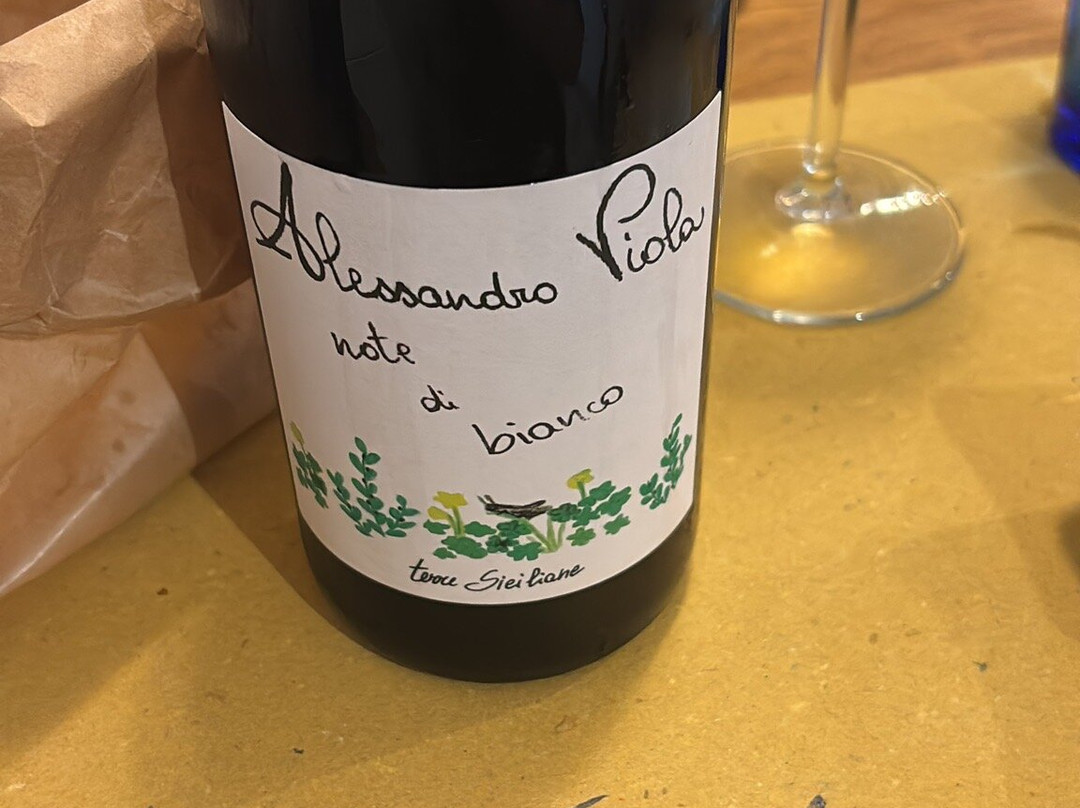 Alessandro Viola
note
di
bianco
terre Siciliane